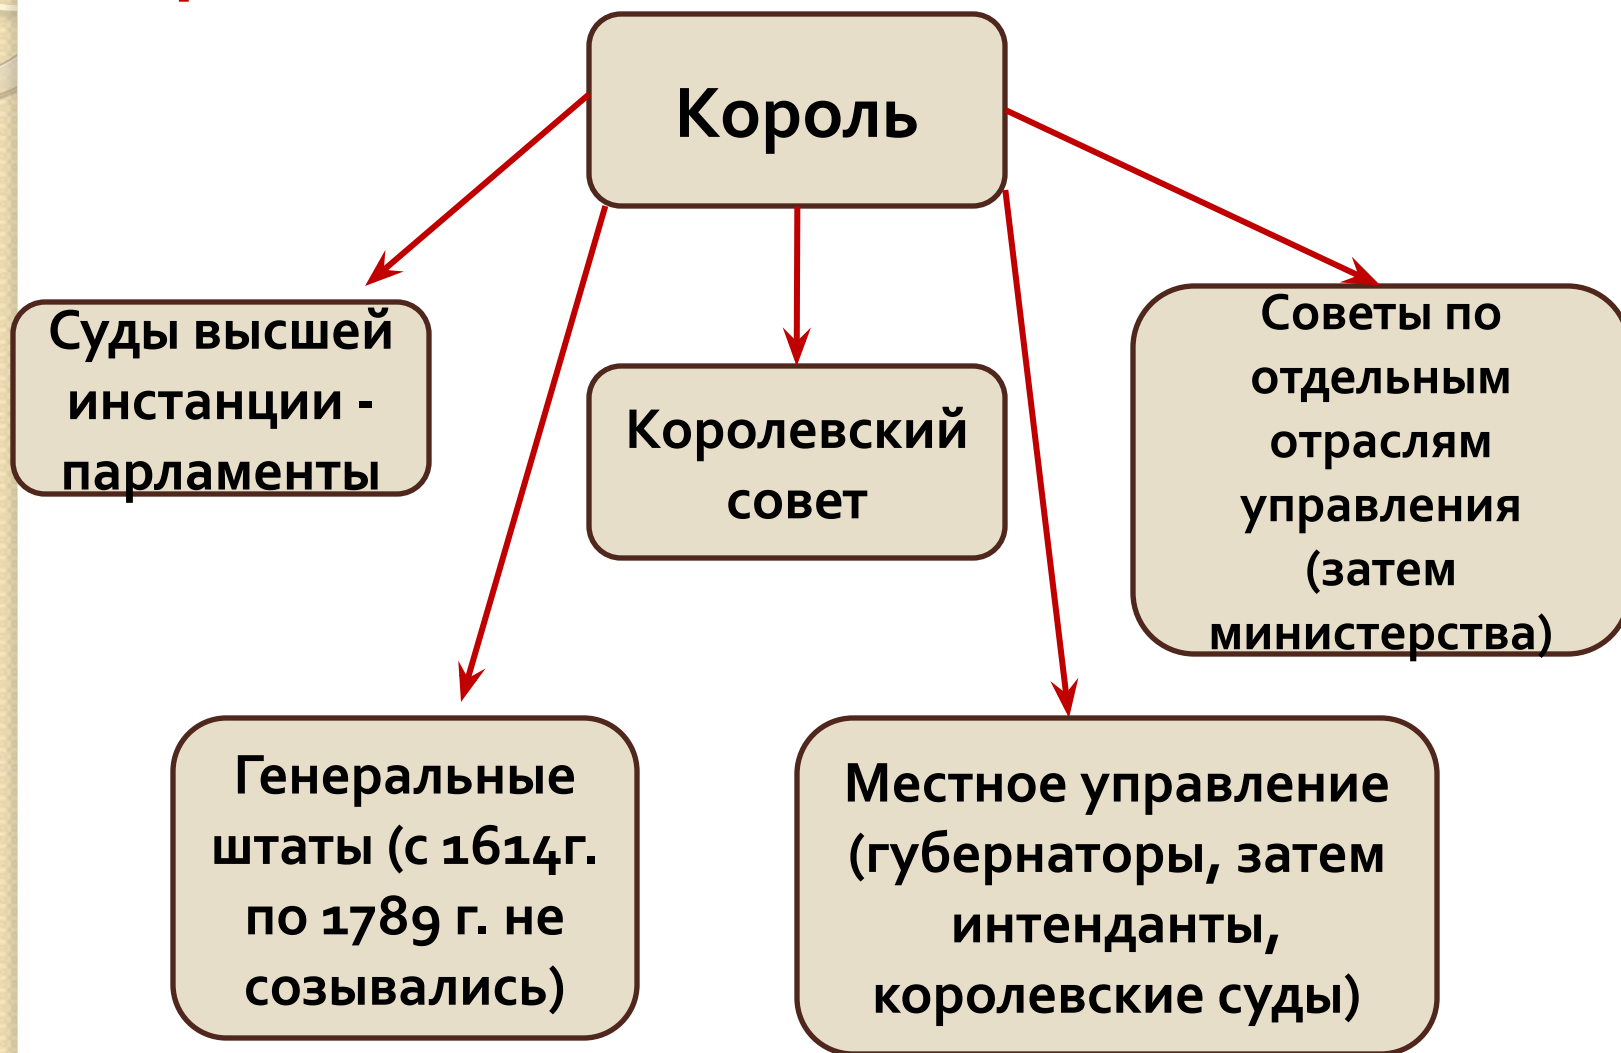 Король
Суды высшей
инстанции -
парламенты
Королевский
совет
Советы по
отдельным
отраслям
управления
(затем
министерства)
Генеральные
штаты (с 1614г.
по 1789 г. не
созывались)
Местное управление
(губернаторы, затем
интенданты,
королевские суды)